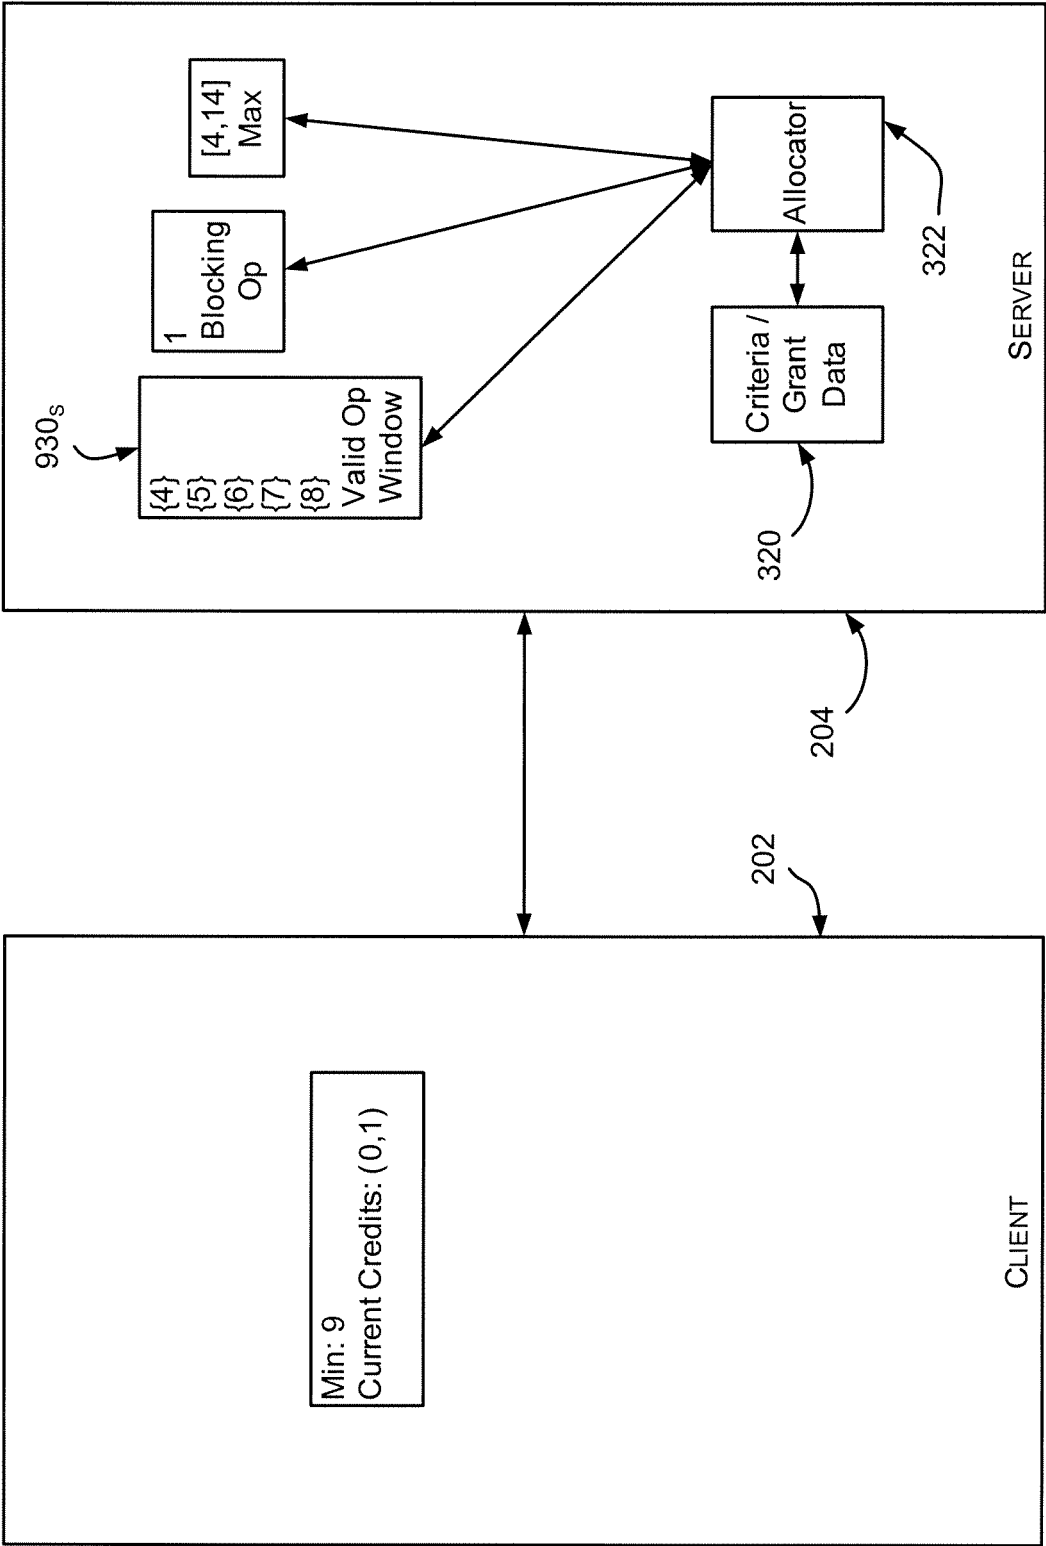 Min: 9
Current Credits: (0,1)
CLIENT
202
204
930S
{4}
{5}
{6}
{7}
{8}
Valid Op
Window
1
Blocking
Op
[4,14]
Max
320
Criteria /
Grant
Data
Allocator
322
SERVER